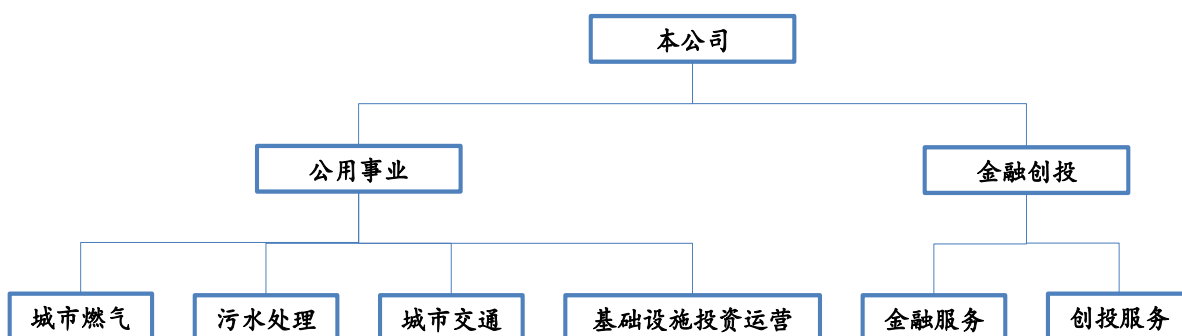 本公司
公用事业
金融创投
城市燃气
污水处理
城市交通
基础设施投资运营
金融服务
创投服务